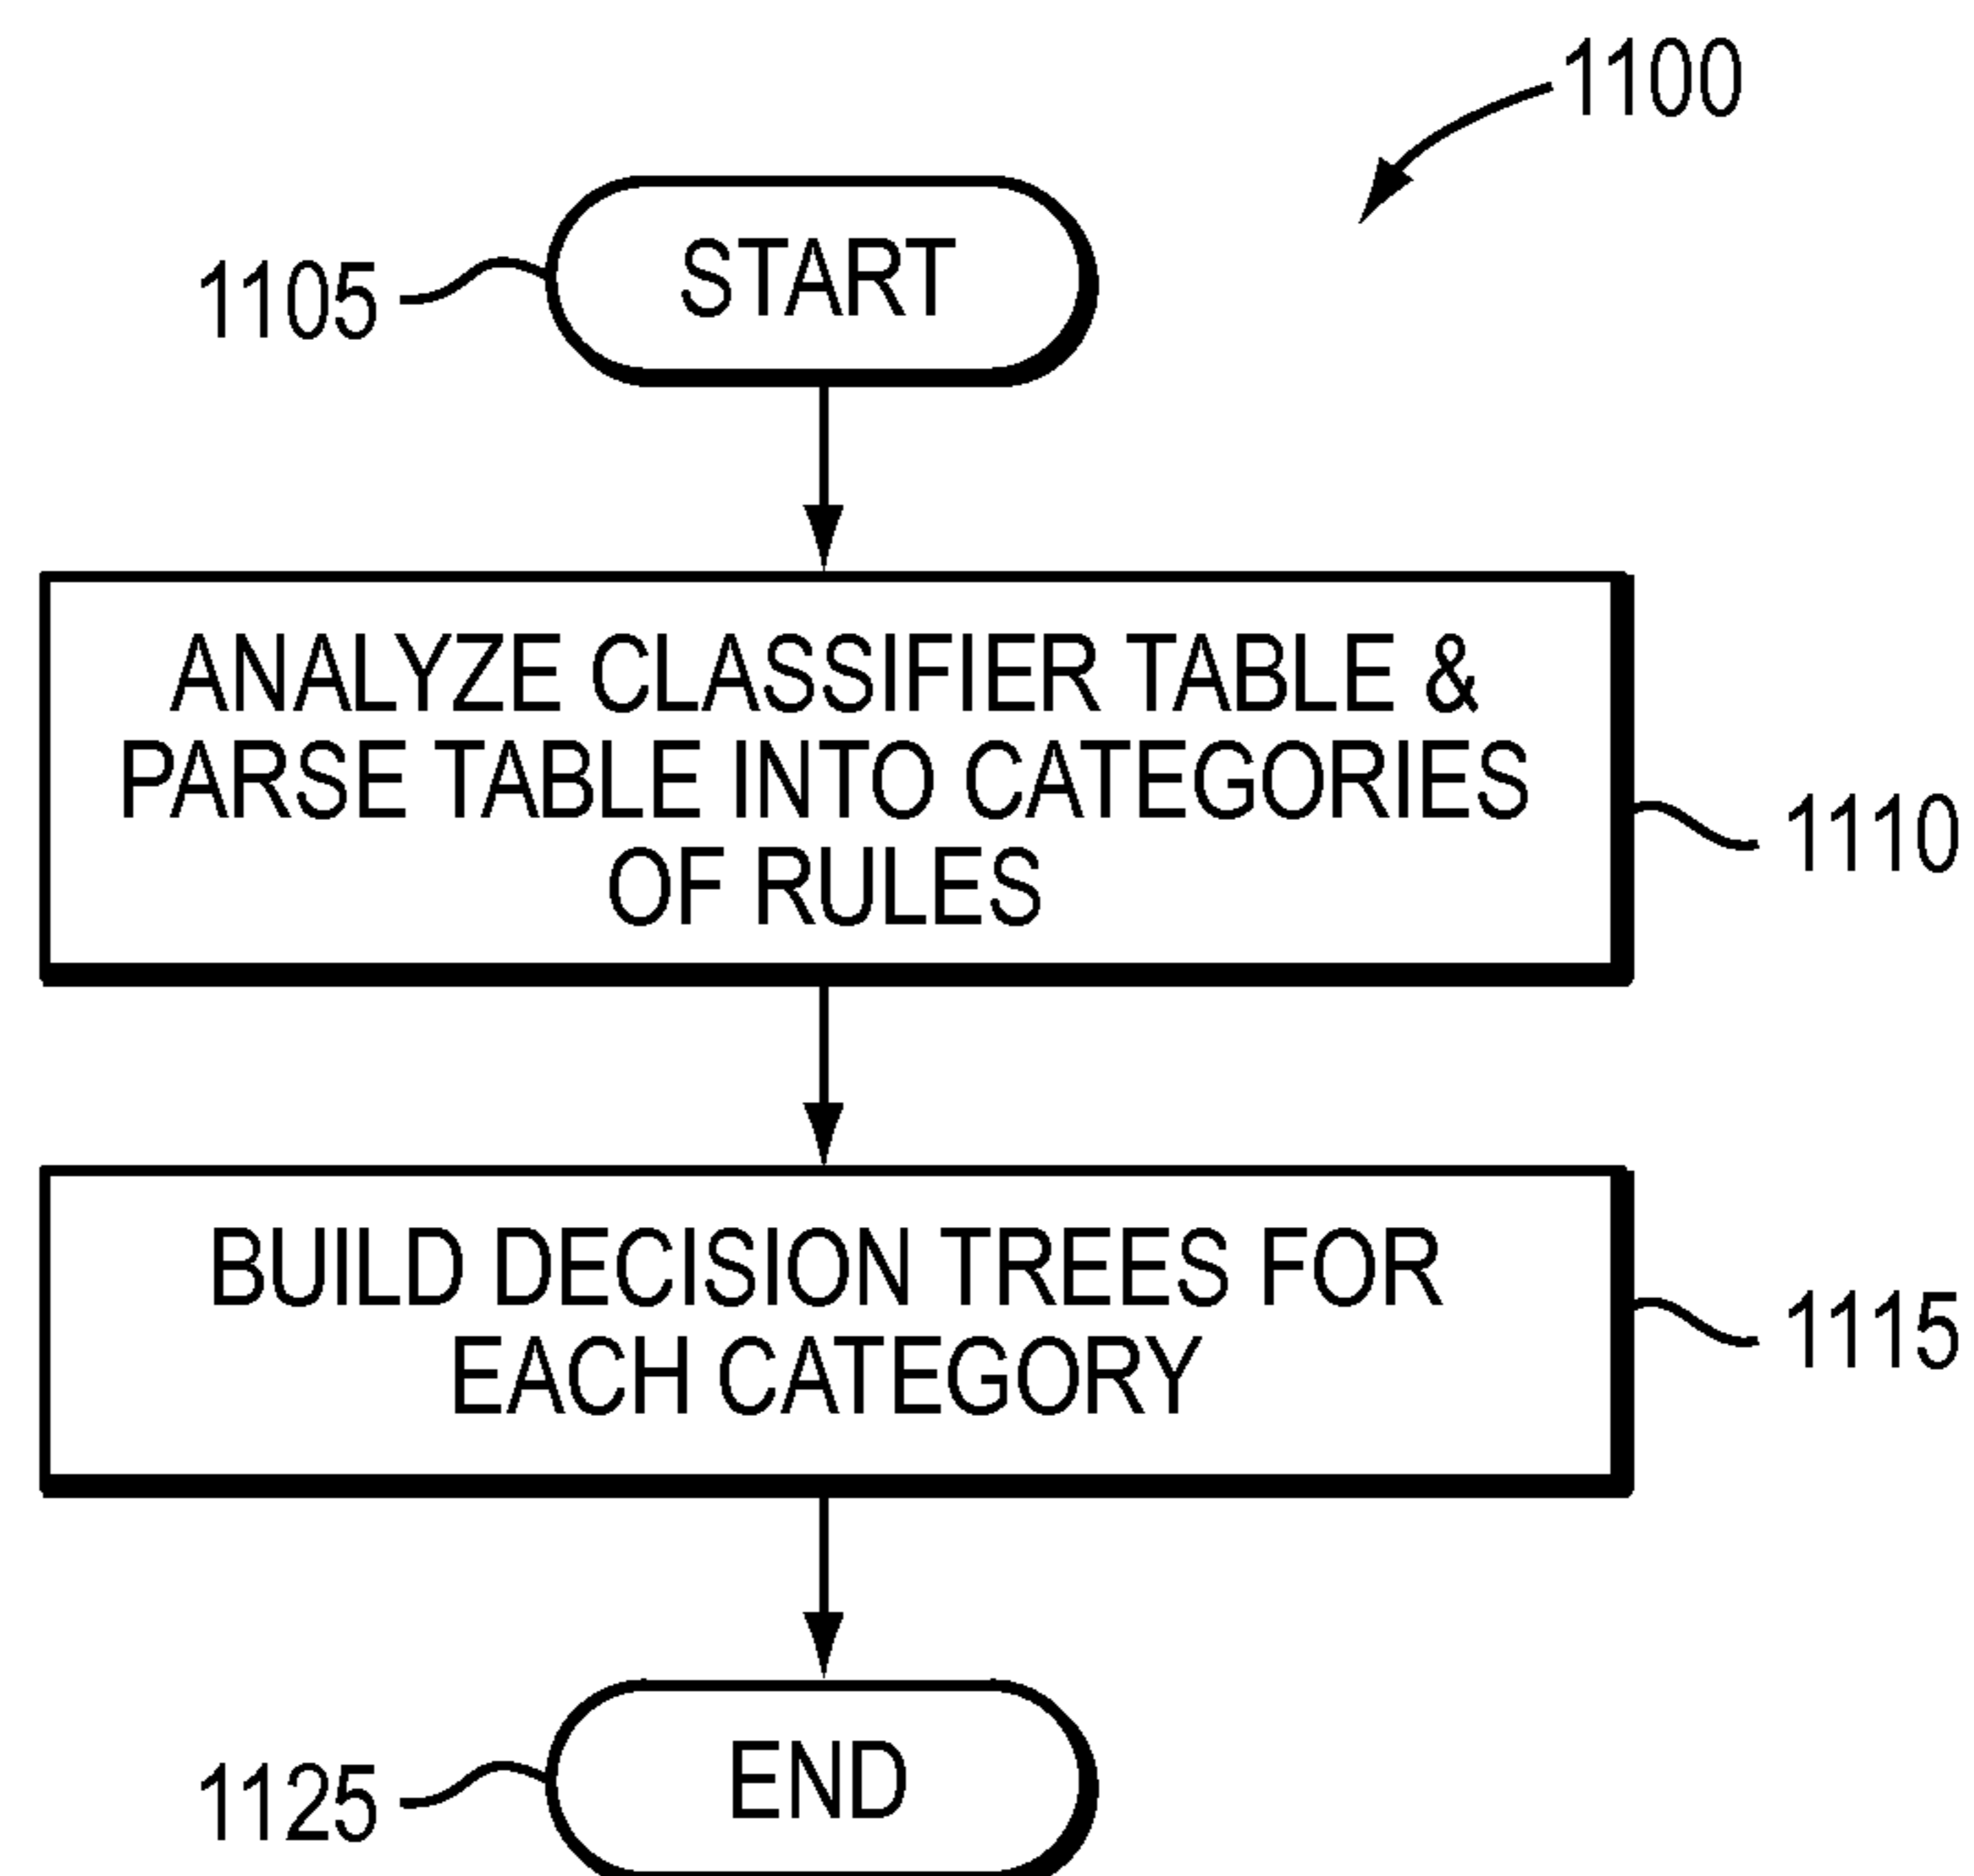 1100
START
1105
ANALYZE CLASSIFIER TABLE &
PARSE TABLE INTO CATEGORIES
OF RULES
1110
BUILD DECISION TREES FOR
EACH CATEGORY
1115
END
1125